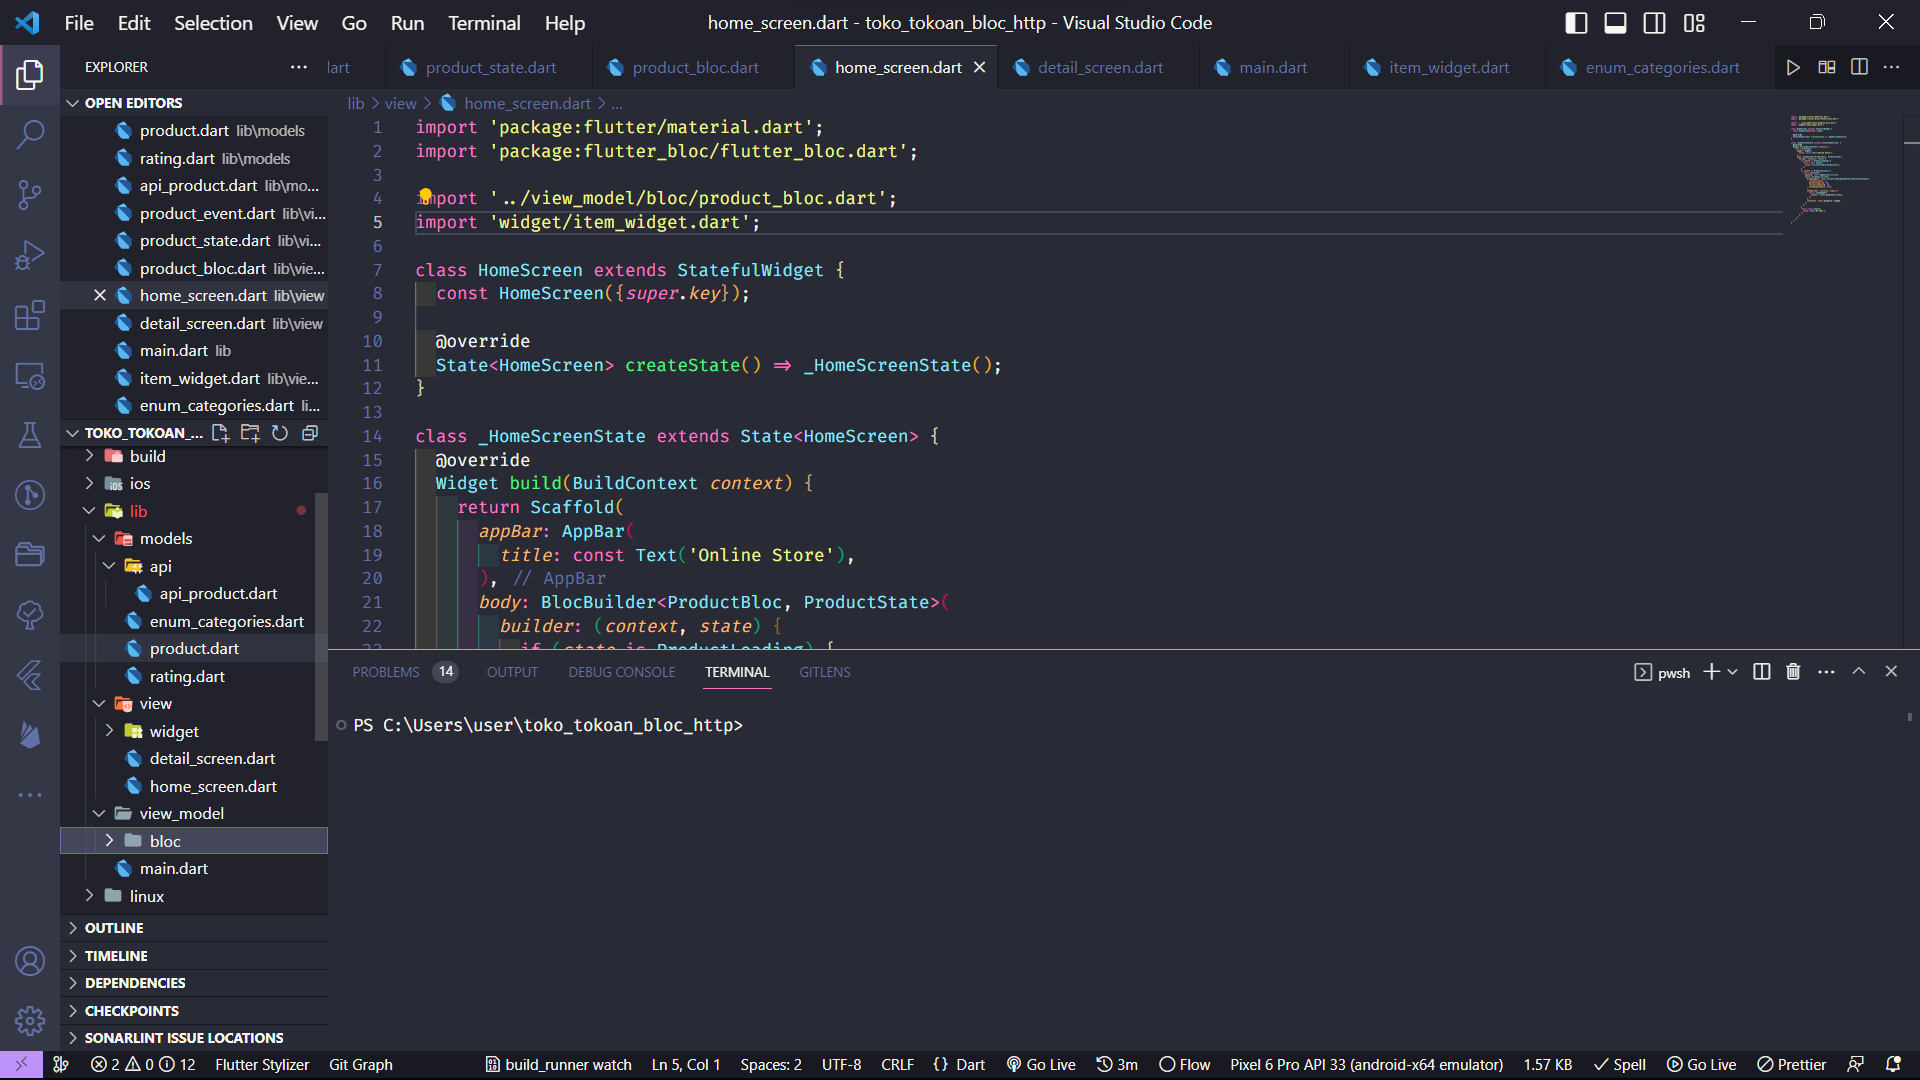 File Edit Selection View Go Run Terminal Help
home_screen.dart - toko_tokoan_bloc_http - Visual Studio Code
EXPLORER
lart product_state.dart product_bloc.dart home_screen.dart detail_screen.dart main.dart item_widget.dart enum_categories.dart
OPEN EDITORS
product.dart lib\models
rating.dart lib\models
api_product.dart lib\mo...
product_event.dart lib\vi...
product_state.dart lib\vi...
product_bloc.dart lib\vie...
home_screen.dart lib\view
detail_screen.dart lib\view
main.dart lib
item_widget.dart lib\vie...
enum_categories.dart li...
TOKO_TOKOAN_...
build
ios
lib
models
api
api_product.dart
enum_categories.dart
product.dart
rating.dart
view
widget
detail_screen.dart
home_screen.dart
view_model
bloc
main.dart
linux
OUTLINE
TIMELINE
DEPENDENCIES
CHECKPOINTS
SONARLINT ISSUE LOCATIONS
lib > view > home_screen.dart > ...
1 import 'package:flutter/material.dart';
2 import 'package:flutter_bloc/flutter_bloc.dart';
3
4 import '../view_model/bloc/product_bloc.dart';
5 import 'widget/item_widget.dart';
6
7 class HomeScreen extends StatefulWidget {
8 const HomeScreen({super.key});
9
10 @override
11 State<HomeScreen> createState() => _HomeScreenState();
12 }
13
14 class _HomeScreenState extends State<HomeScreen> {
15 @override
16 Widget build(BuildContext context) {
17 return Scaffold(
18 appBar: AppBar(
19 title: const Text('Online Store'),
20 ), // AppBar
21 body: BlocBuilder<ProductBloc, ProductState>(
22 builder: (context, state) {
23 if (state is ProductLoading) {
PROBLEMS 14 OUTPUT DEBUG CONSOLE TERMINAL GITLENS
pwsh
PS C:\Users\user\toko_tokoan_bloc_http>
2 0 12 Flutter Stylizer Git Graph build_runner watch Ln 5, Col 1 Spaces: 2 UTF-8 CRLF {} Dart Go Live 3m Flow Pixel 6 Pro API 33 (android-x64 emulator) 1.57 KB Spell Go Live Prettier